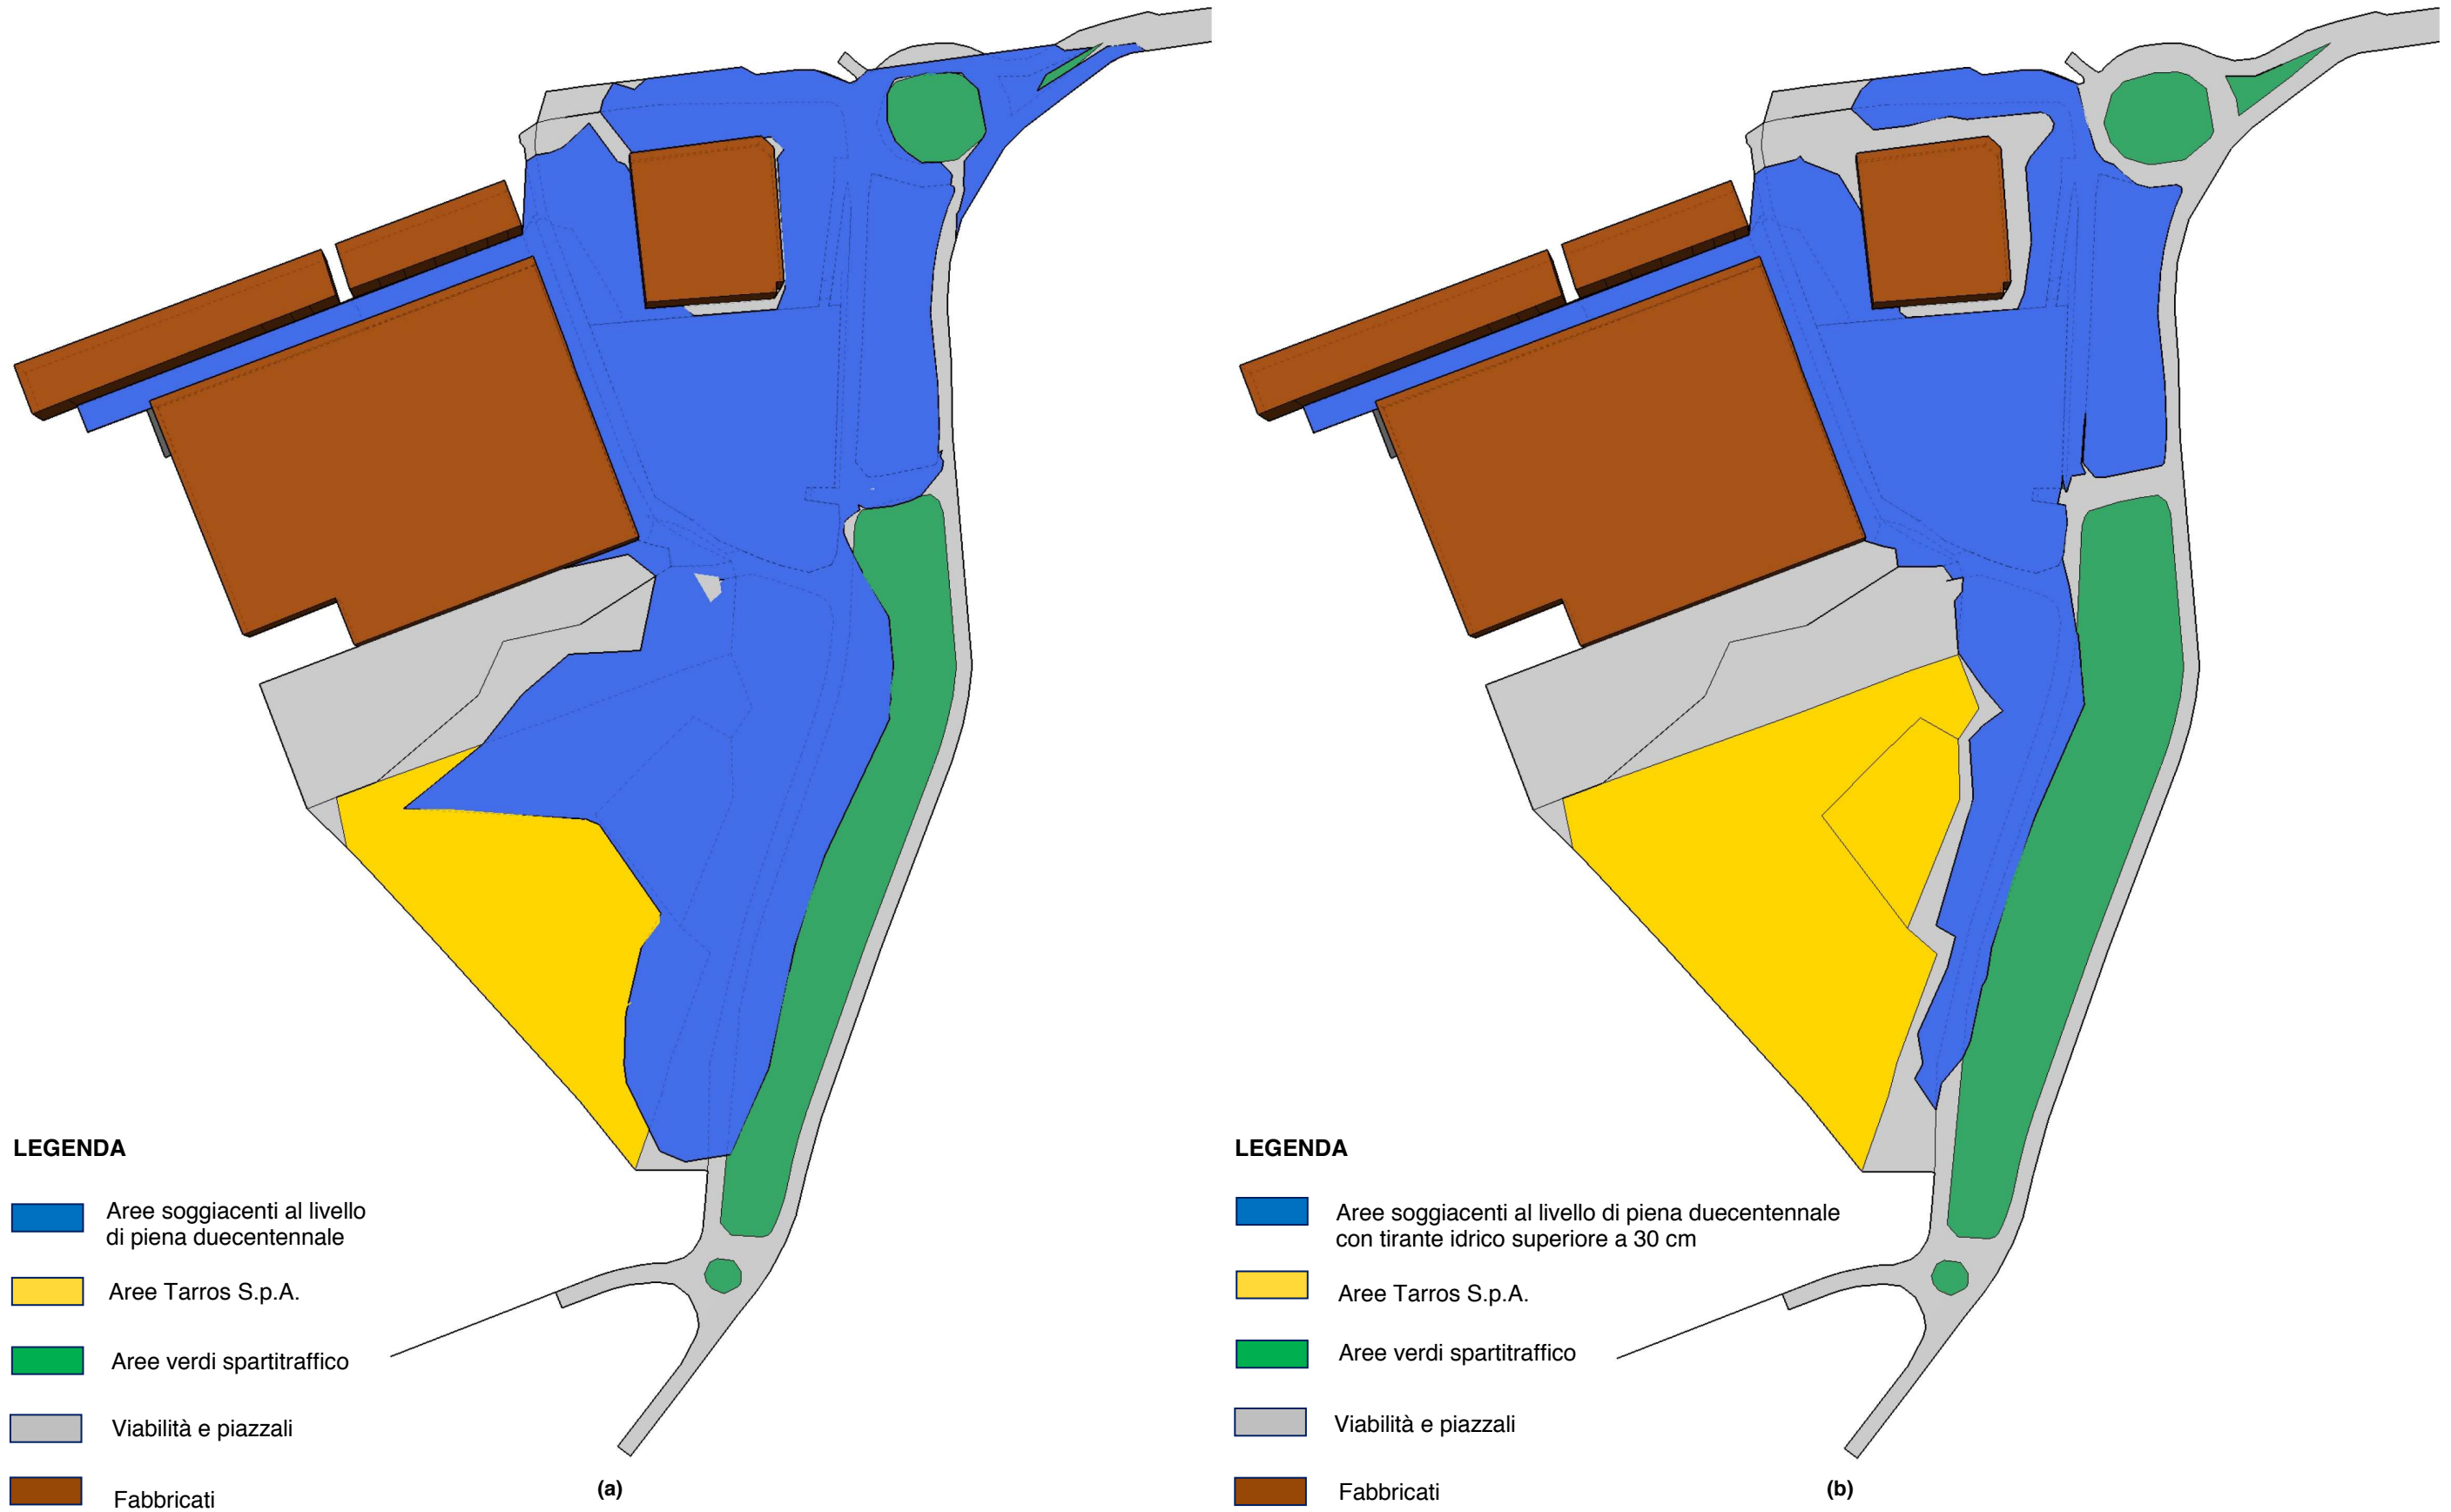 LEGENDA
Aree soggiacenti al livello
di piena duecentennale
Aree Tarros S.p.A.
Aree verdi spartitraffico
Viabilità e piazzali
Fabbricati
(a)
LEGENDA
Aree soggiacenti al livello di piena duecentennale
con tirante idrico superiore a 30 cm
Aree Tarros S.p.A.
Aree verdi spartitraffico
Viabilità e piazzali
Fabbricati
(b)